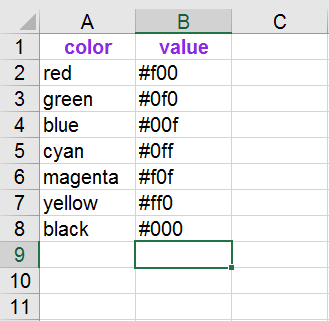 A B C
1 color value
2 red #f00
3 green #0f0
4 blue #00f
5 cyan #0ff
6 magenta #f0f
7 yellow #ff0
8 black #000
9
10
11